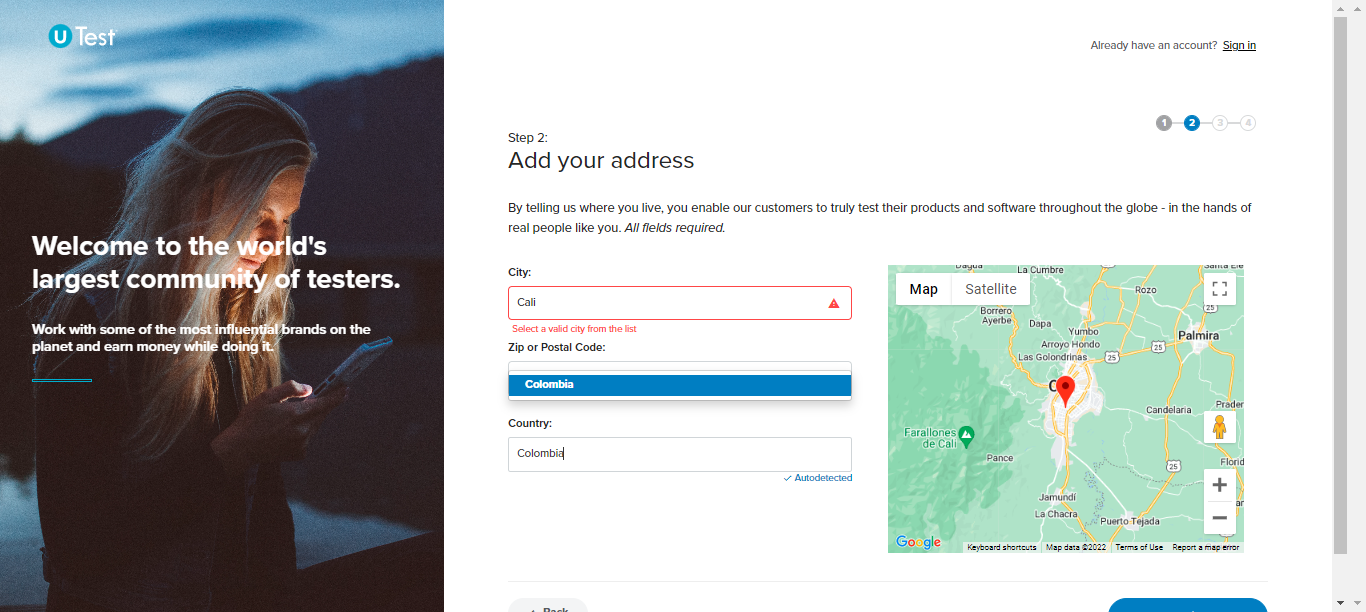 u Test
Already have an account? Sign in
1 2 3 4
Step 2:
Add your address
By telling us where you live, you enable our customers to truly test their products and software throughout the globe - in the hands of
real people like you. All fields required.
Welcome to the world's
largest community of testers.
Work with some of the most influential brands on the
planet and earn money while doing it.
City:
Cali
Select a valid city from the list
Zip or Postal Code:
Colombia
Country:
Colombia
Autodetected
Map Satellite
Dagua
La Cumbre
Santa Ele
Rozo
Borrero
Ayerbe
Dapa
25
Yumbo
Palmira
Arroyo Hondo
25
Las Golondrinas
25
C
Candelaria
Prader
Farallones
de Cali
Pance
Florid
25
Jamundí
La Chacra
Puerto Tejada
Google
Keyboard shortcuts Map data ©2022 Terms of Use Report a map error
Back